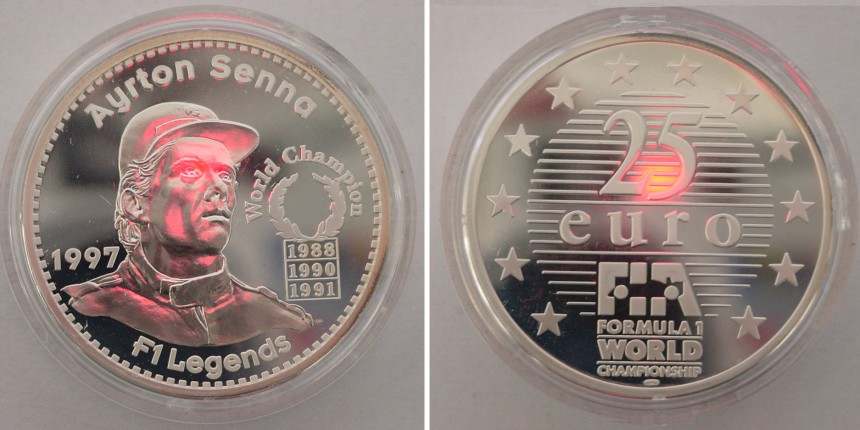 Ayrton Senna
World Champion
1988
1990
1991
1997
F1 Legends
25
euro
FIA
FORMULA 1
WORLD
CHAMPIONSHIP